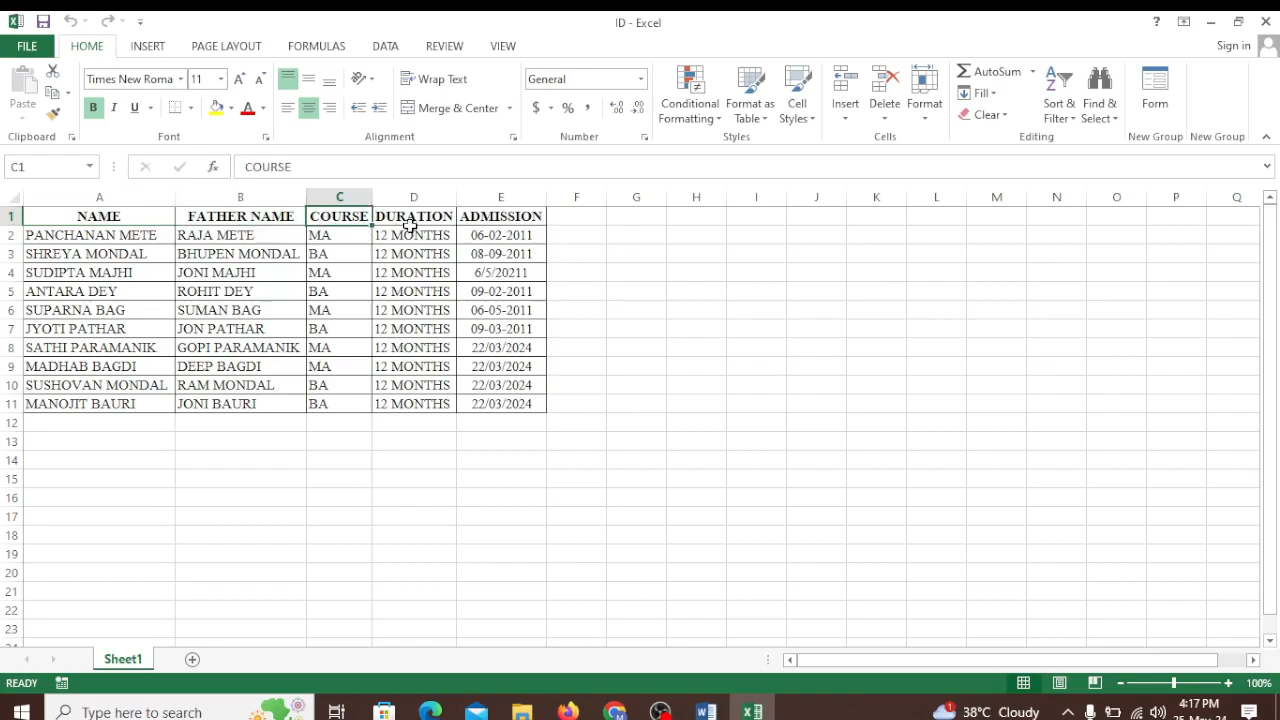 ID - Excel
?
Sign in
FILE HOME INSERT PAGE LAYOUT FORMULAS DATA REVIEW VIEW
Paste
Clipboard
Times New Roma 11
B I U
Font
Wrap Text
Merge & Center
Alignment
General
$ % ,
Number
Conditional Formatting
Format as Table
Cell Styles
Styles
Insert Delete Format
Cells
AutoSum
Fill
Clear
Sort & Filter
Find & Select
Editing
Form
New Group New Group
C1 fx COURSE
A B C D E F G H I J K L M N O P Q
1 NAME FATHER NAME COURSE DURATION ADMISSION
2 PANCHANAN METE RAJA METE MA 12 MONTHS 06-02-2011
3 SHREYA MONDAL BHUPEN MONDAL BA 12 MONTHS 08-09-2011
4 SUDIPTA MAJHI JONI MAJHI MA 12 MONTHS 6/5/20211
5 ANTARA DEY ROHIT DEY BA 12 MONTHS 09-02-2011
6 SUPARNA BAG SUMAN BAG MA 12 MONTHS 06-05-2011
7 JYOTI PATHAR JON PATHAR BA 12 MONTHS 09-03-2011
8 SATHI PARAMANIK GOPI PARAMANIK MA 12 MONTHS 22/03/2024
9 MADHAB BAGDI DEEP BAGDI MA 12 MONTHS 22/03/2024
10 SUSHOVAN MONDAL RAM MONDAL BA 12 MONTHS 22/03/2024
11 MANOJIT BAURI JONI BAURI BA 12 MONTHS 22/03/2024
12
13
14
15
16
17
18
19
20
21
22
23
Sheet1
READY
100%
Type here to search
38°C Cloudy
4:17 PM